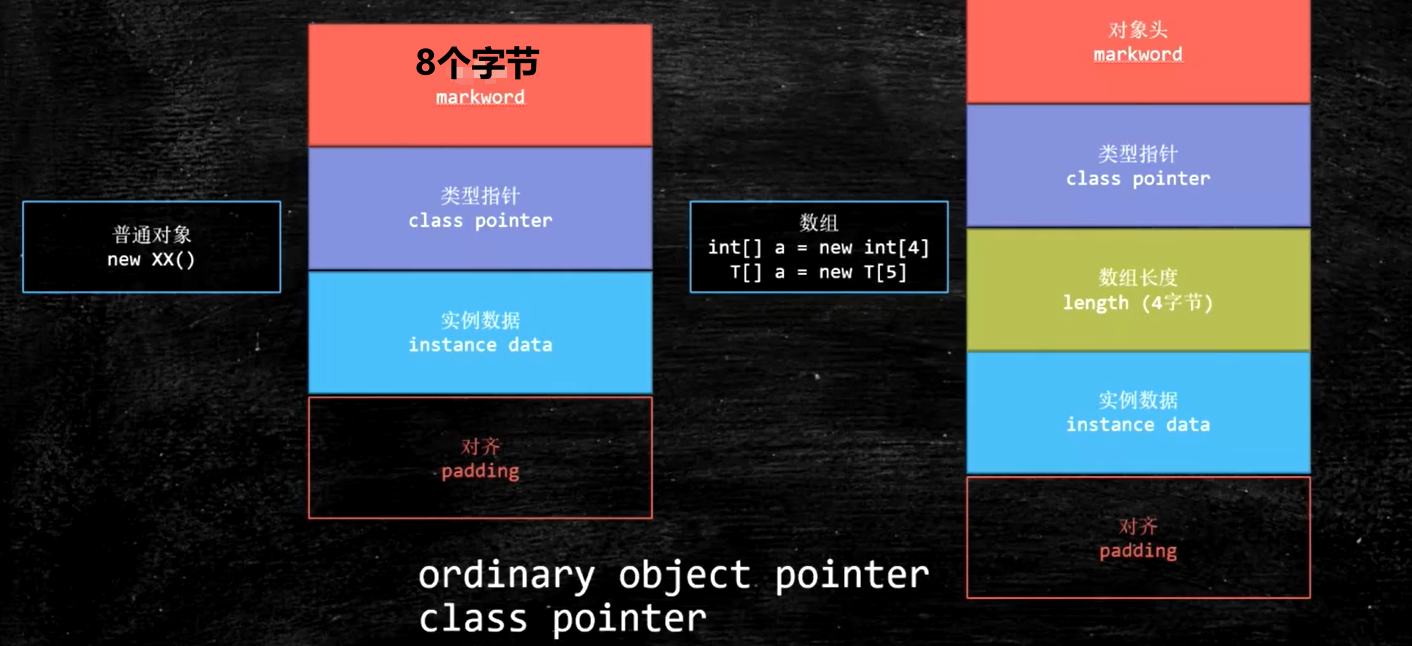 普通对象
new XX()
8个字节
markword
类型指针
class pointer
实例数据
instance data
对齐
padding
数组
int[] a = new int[4]
T[] a = new T[5]
对象头
markword
类型指针
class pointer
数组长度
length (4字节)
实例数据
instance data
对齐
padding
ordinary object pointer
class pointer